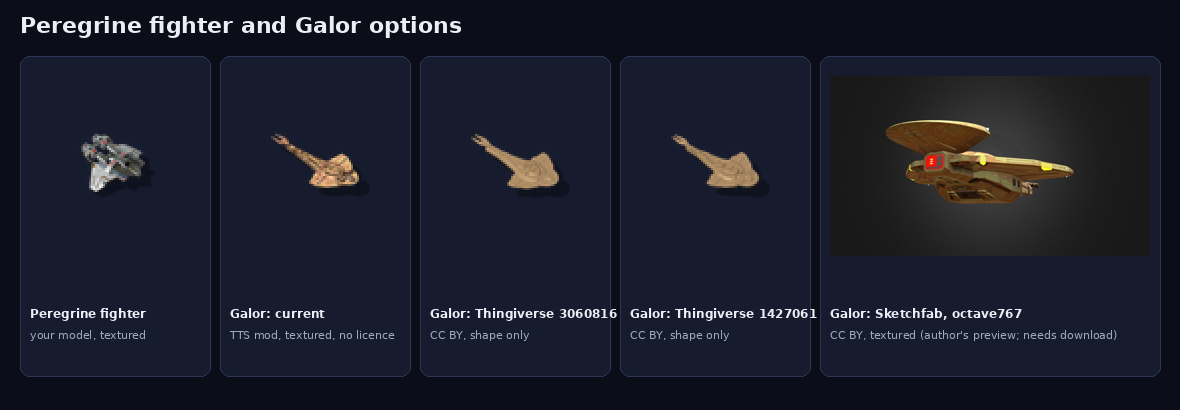 Peregrine fighter and Galor options
Peregrine fighter
your model, textured
Galor: current
TTS mod, textured, no licence
Galor: Thingiverse 3060816
CC BY, shape only
Galor: Thingiverse 1427061
CC BY, shape only
Galor: Sketchfab, octave767
CC BY, textured (author's preview; needs download)